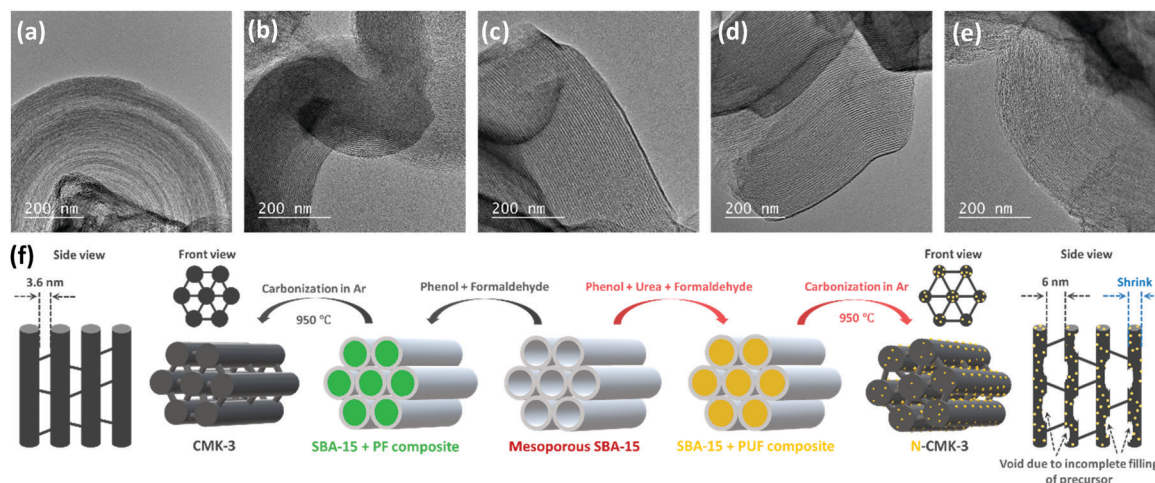 (a)
(b)
(c)
(d)
(e)
200 nm
200 nm
200 nm
200 nm
200 nm
(f)
Side view
Front view
Front view
Side view
3.6 nm
Carbonization in Ar
950 °C
Phenol + Formaldehyde
Phenol + Urea + Formaldehyde
Carbonization in Ar
950 °C
6 nm
Shrink
CMK-3
SBA-15 + PF composite
Mesoporous SBA-15
SBA-15 + PUF composite
N-CMK-3
Void due to incomplete filling
of precursor